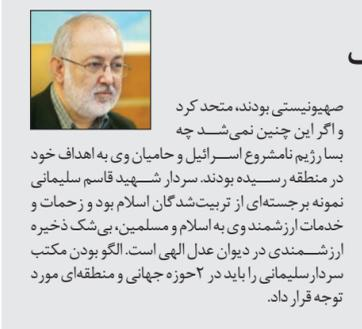 صهیونیستی بودند، متحد کرد
و اگر این چنین نمی‌شد چه
بسا رژیم نامشروع اسرائیل و حامیان وی به اهداف خود
در منطقه رسیده بودند. سردار شهید قاسم سلیمانی
نمونه برجسته‌ای از تربیت‌شدگان اسلام بود و زحمات و
خدمات ارزشمند وی به اسلام و مسلمین، بی‌شک ذخیره
ارزشمندی در دیوان عدل الهی است. الگو بودن مکتب
سردار سلیمانی را باید در ۲حوزه جهانی و منطقه‌ای مورد
توجه قرار داد.